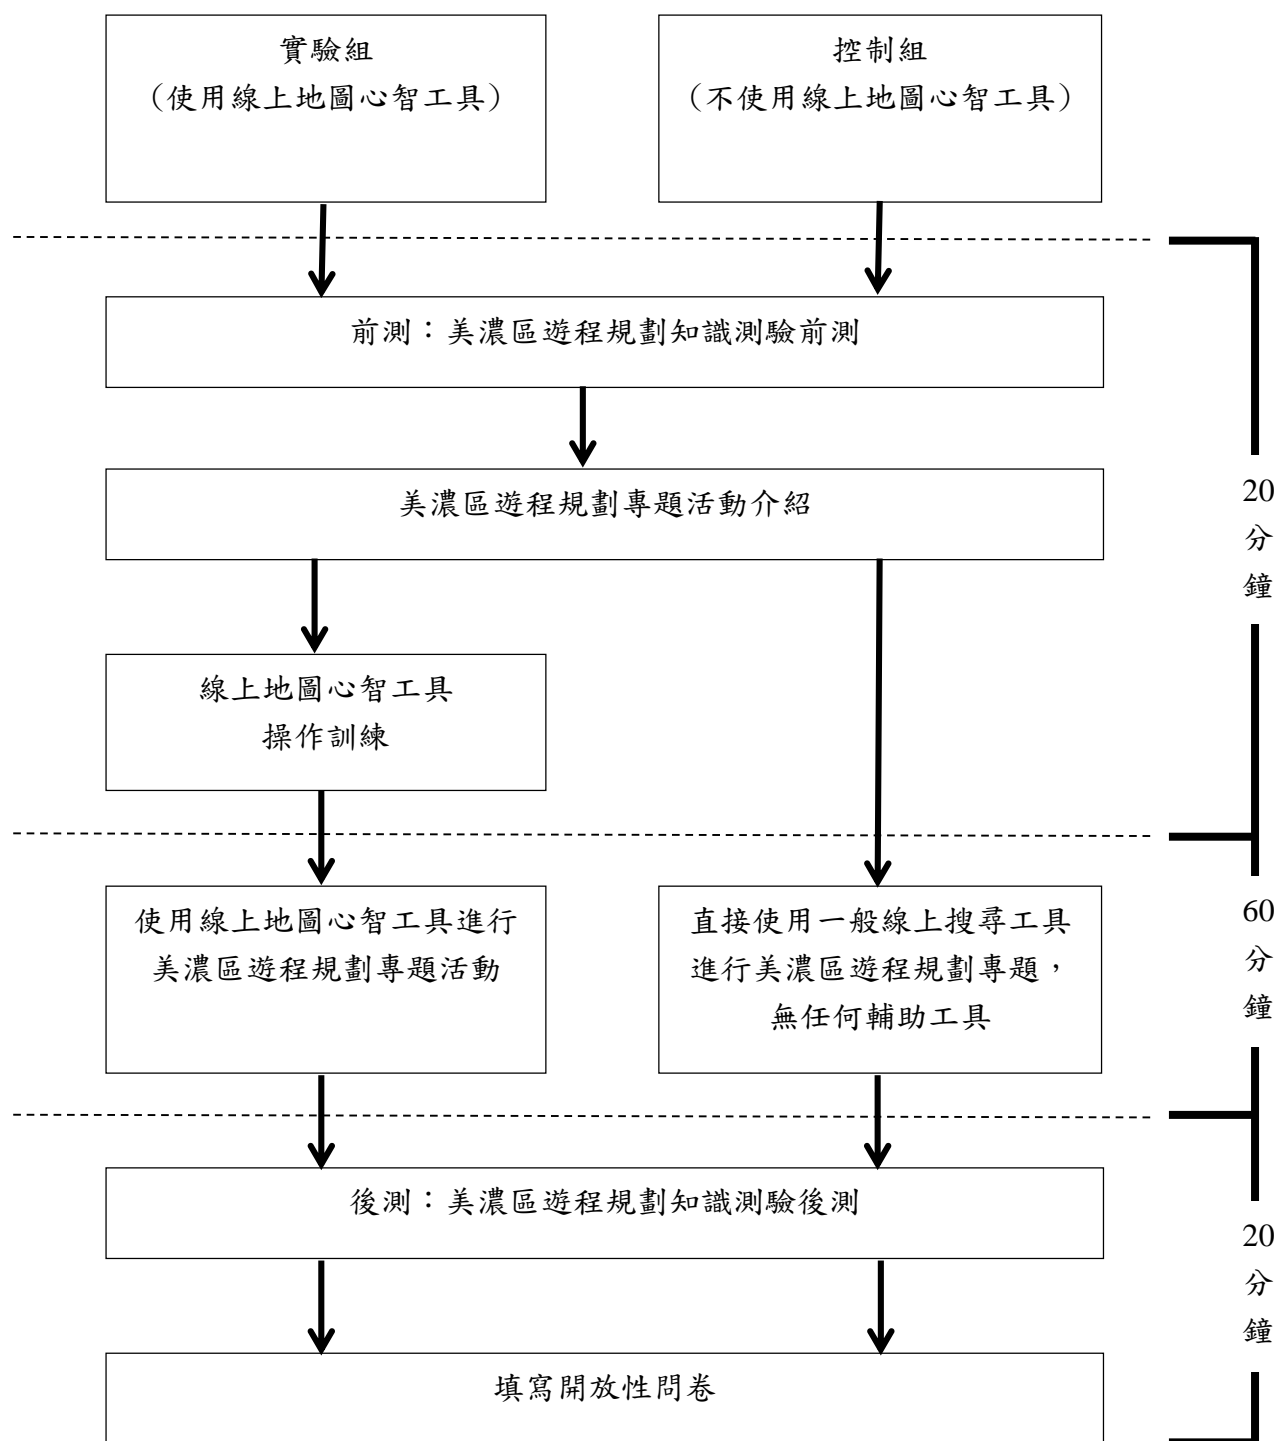 實驗組
(使用線上地圖心智工具)
控制組
(不使用線上地圖心智工具)
前測：美濃區遊程規劃知識測驗前測
美濃區遊程規劃專題活動介紹
線上地圖心智工具
操作訓練
20
分
鐘
使用線上地圖心智工具進行
美濃區遊程規劃專題活動
直接使用一般線上搜尋工具
進行美濃區遊程規劃專題，
無任何輔助工具
60
分
鐘
後測：美濃區遊程規劃知識測驗後測
填寫開放性問卷
20
分
鐘